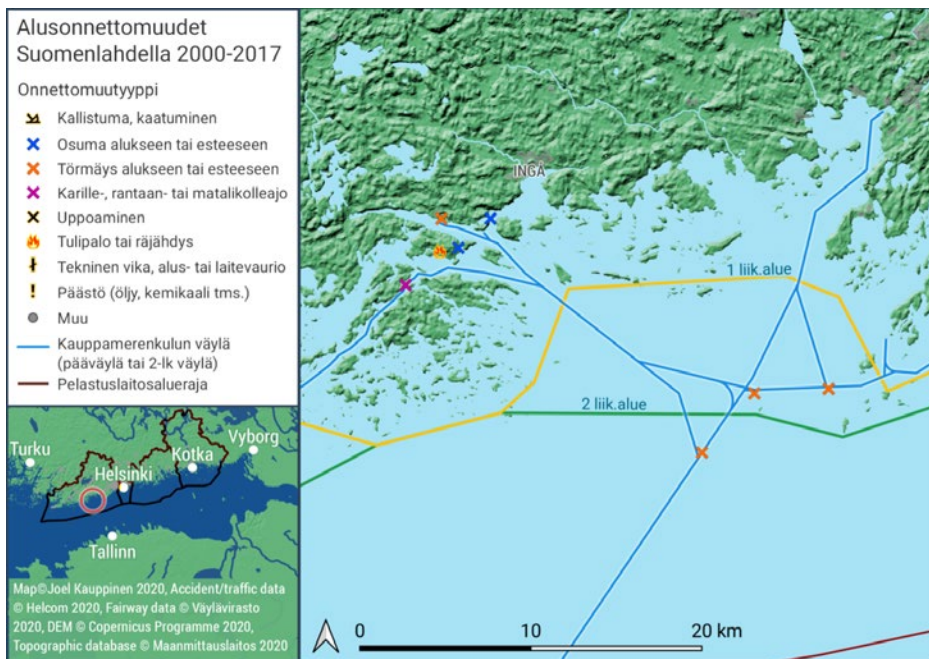 Alusonnettomuudet
Suomenlahdella 2000-2017
Onnettomuutyyppi
Kallistuma, kaatuminen
Osuma alukseen tai esteeseen
Törmäys alukseen tai esteeseen
Karille-, rantaan- tai matalikolleajo
Uppoaminen
Tulipalo tai räjähdys
Tekninen vika, alus- tai laitevaurio
Päästö (öljy, kemikaali tms.)
Muu
Kauppamerenkulun väylä
(pääväylä tai 2-lk väylä)
Pelastuslaitosalueraja
Turku
Vyborg
Kotka
Helsinki
Tallinn
Map©Joel Kauppinen 2020, Accident/traffic data
© Helcom 2020, Fairway data © Väylävirasto
2020, DEM © Copernicus Programme 2020,
Topographic database © Maanmittauslaitos 2020
INGÅ
1 liik.alue
2 liik.alue
0 10 20 km